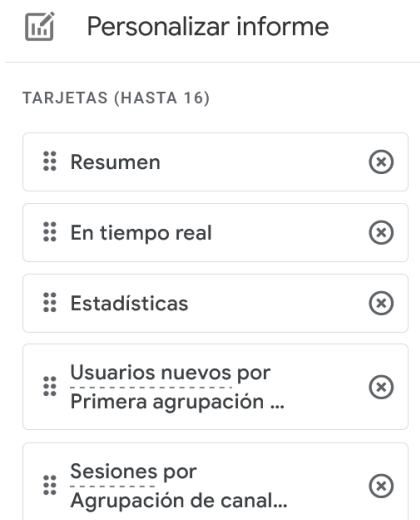 Personalizar informe
TARJETAS (HASTA 16)
Resumen
En tiempo real
Estadísticas
Usuarios nuevos por
Primera agrupación ...
Sesiones por
Agrupación de canal...